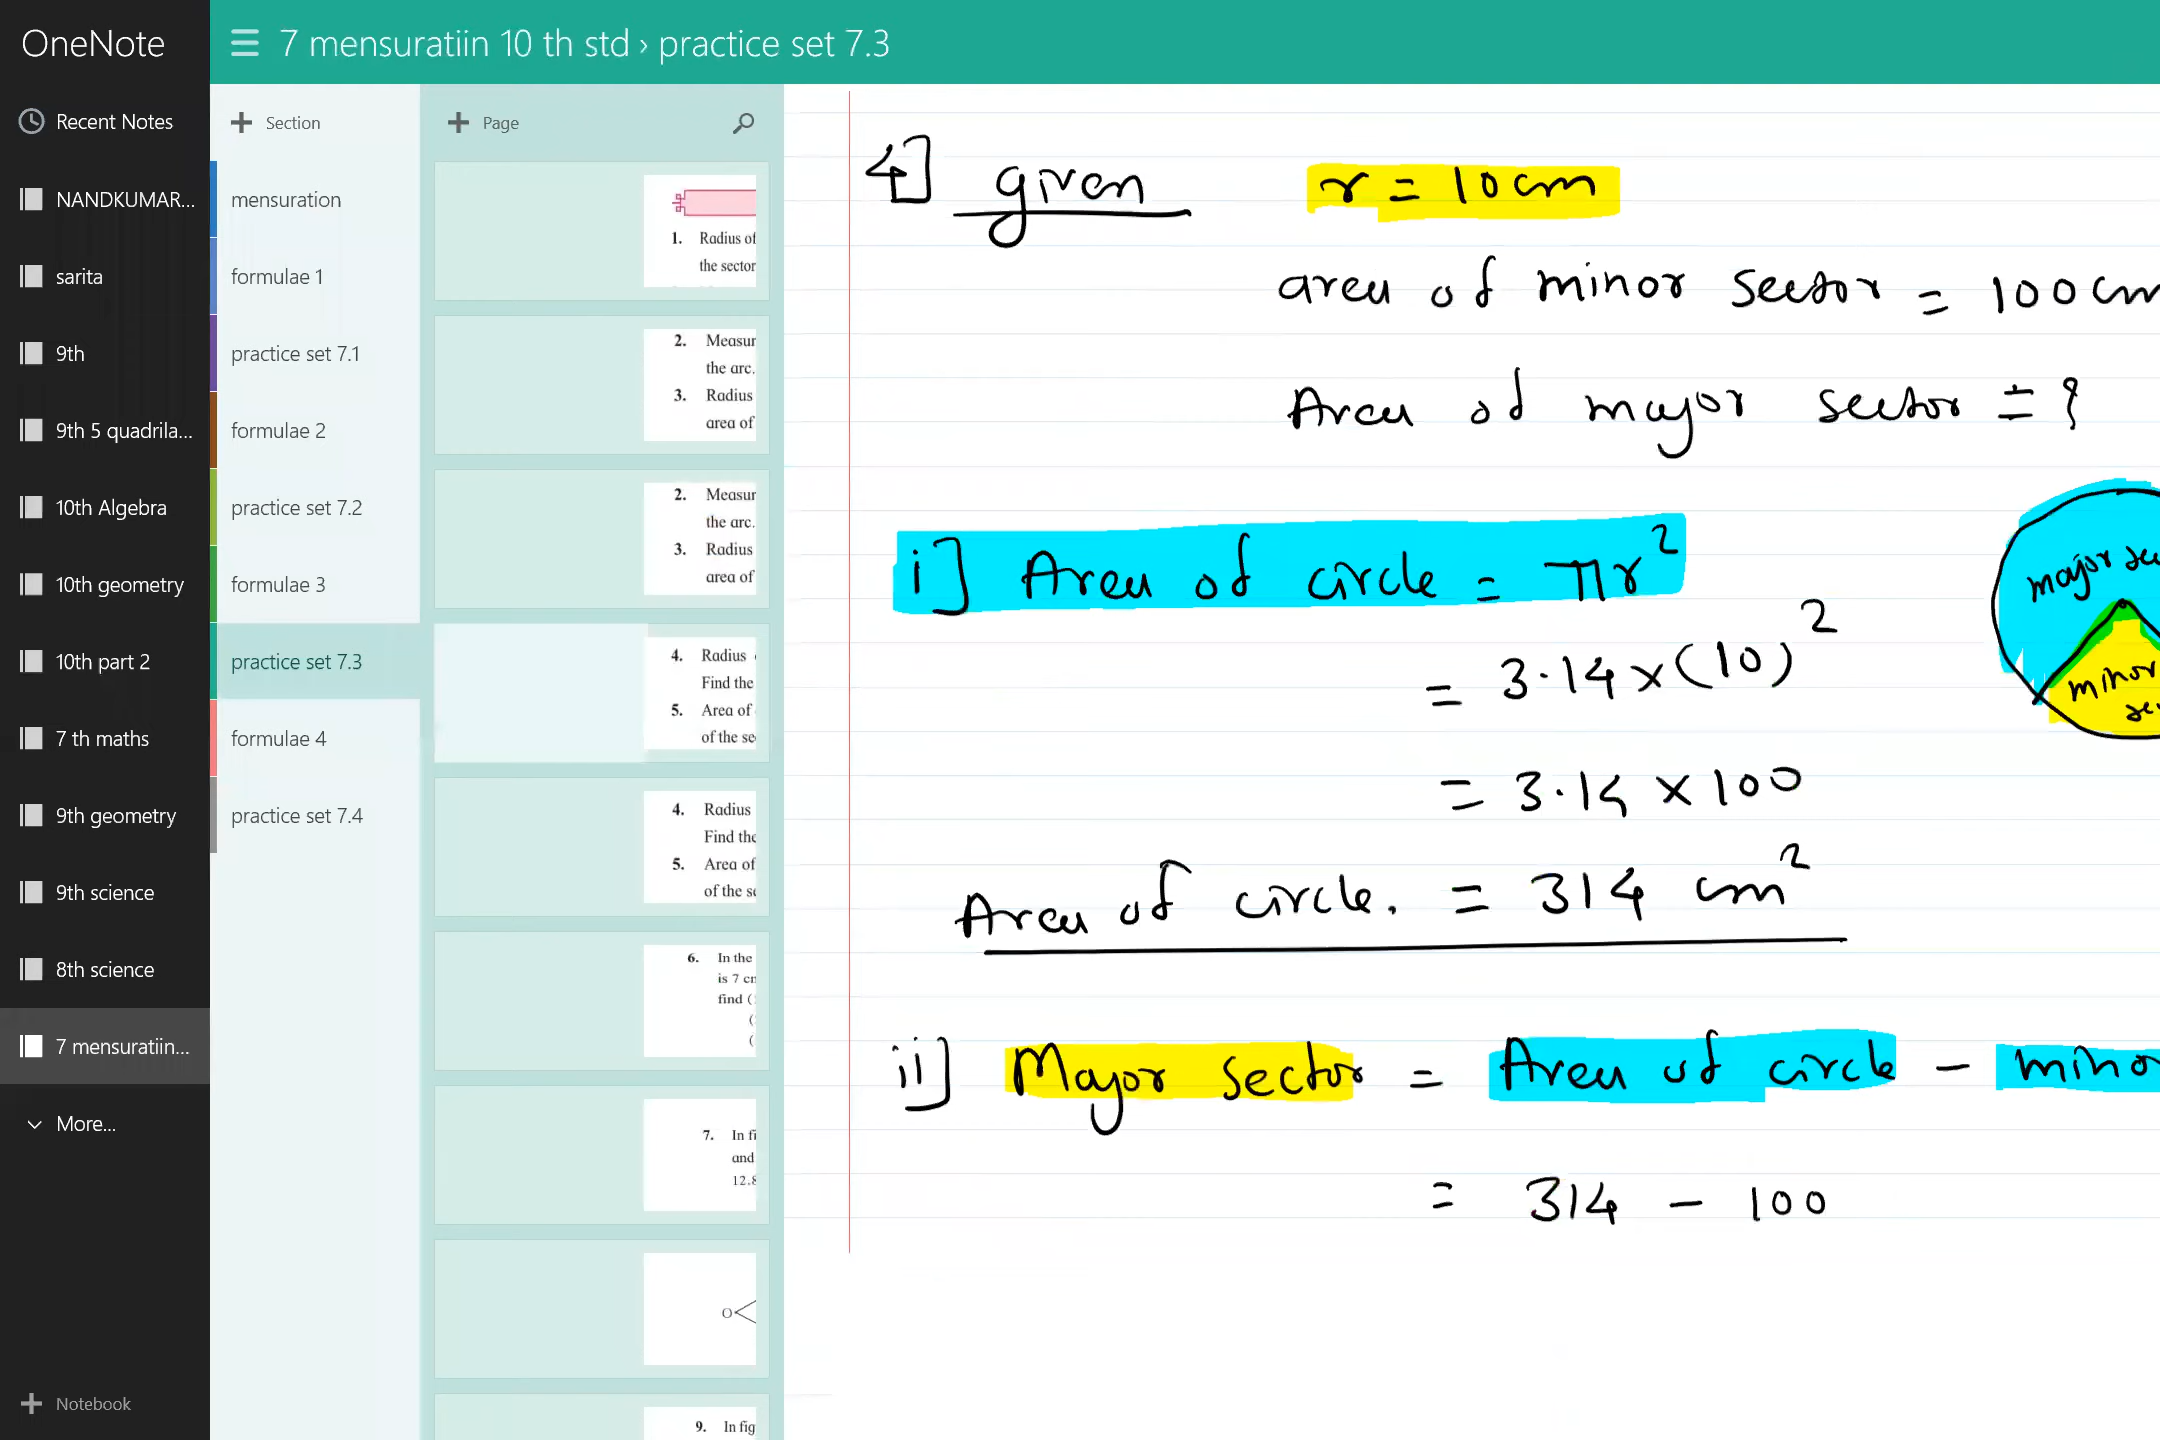 OneNote
7 mensuratiin 10 th std › practice set 7.3
Recent Notes
NANDKUMAR...
sarita
9th
9th 5 quadrila...
10th Algebra
10th geometry
10th part 2
7 th maths
9th geometry
9th science
8th science
7 mensuratiin...
More...
Notebook
Section
mensuration
formulae 1
practice set 7.1
formulae 2
practice set 7.2
formulae 3
practice set 7.3
formulae 4
practice set 7.4
Page
1. Radius of
the sector
2. Measur
the arc.
3. Radius
area of
2. Measur
the arc.
3. Radius
area of
4. Radius
Find the
5. Area of
of the se
4. Radius
Find the
5. Area of
of the se
6. In the
is 7 cm
find (
(
(
7. In fi
and
12.8
O
9. In fig
4] given r = 10 cm
area of minor sector = 100 cm
Area of major sector = ?
i] Area of circle = πr²
= 3.14 × (10)²
= 3.14 × 100
Area of circle. = 314 cm²
major se
minor
se
ii] Major sector = Area of circle – mino
= 314 – 100